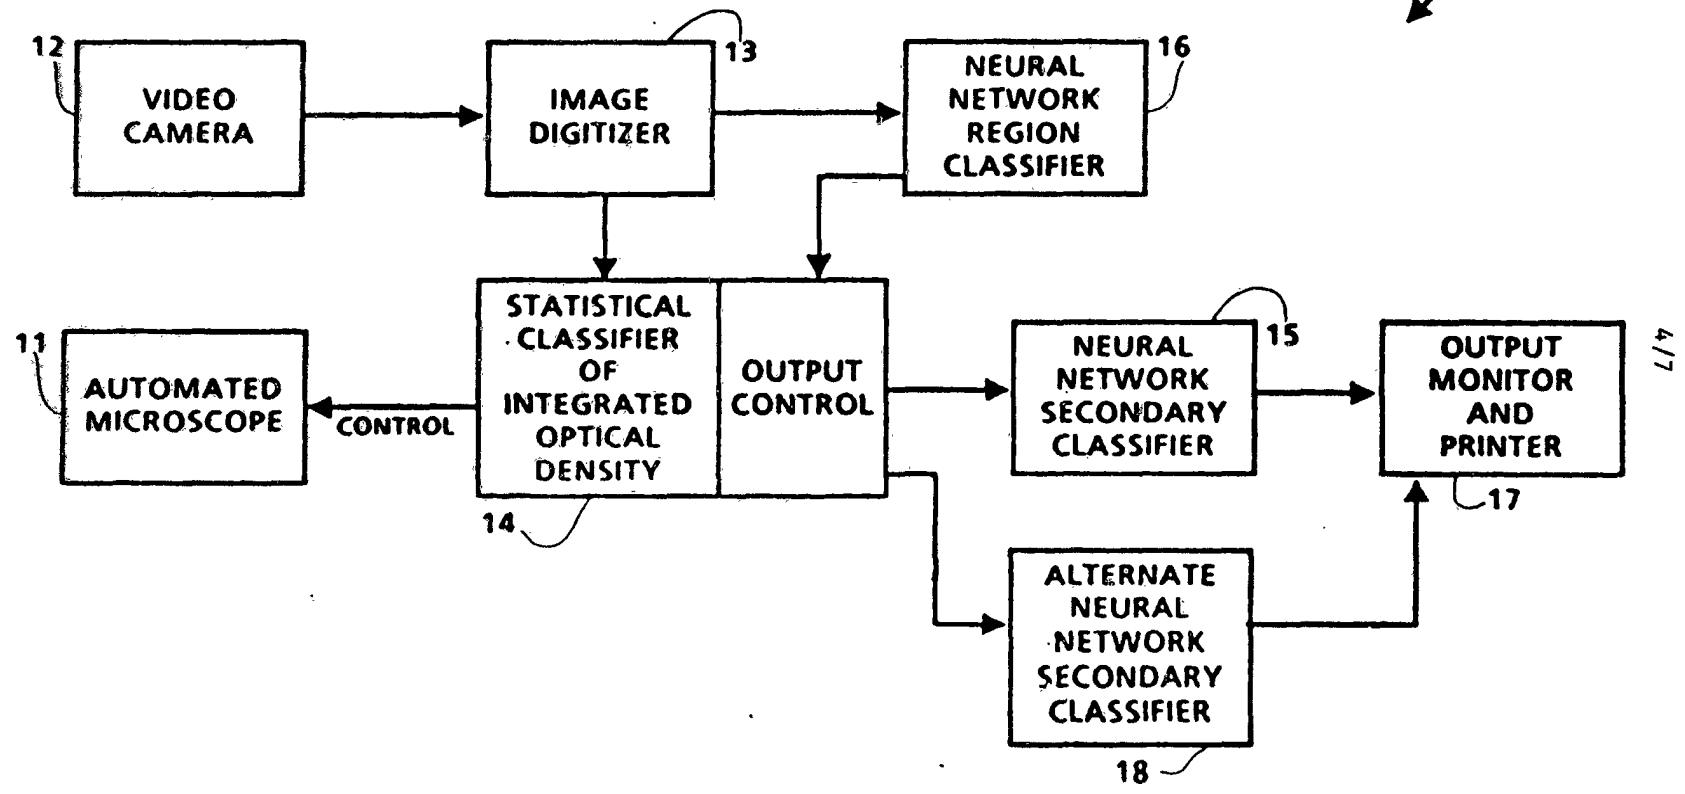 12
VIDEO
CAMERA
13
IMAGE
DIGITIZER
16
NEURAL
NETWORK
REGION
CLASSIFIER
11
AUTOMATED
MICROSCOPE
CONTROL
STATISTICAL
CLASSIFIER
OF
INTEGRATED
OPTICAL
DENSITY
14
OUTPUT
CONTROL
15
NEURAL
NETWORK
SECONDARY
CLASSIFIER
OUTPUT
MONITOR
AND
PRINTER
17
ALTERNATE
NEURAL
NETWORK
SECONDARY
CLASSIFIER
18
4/7